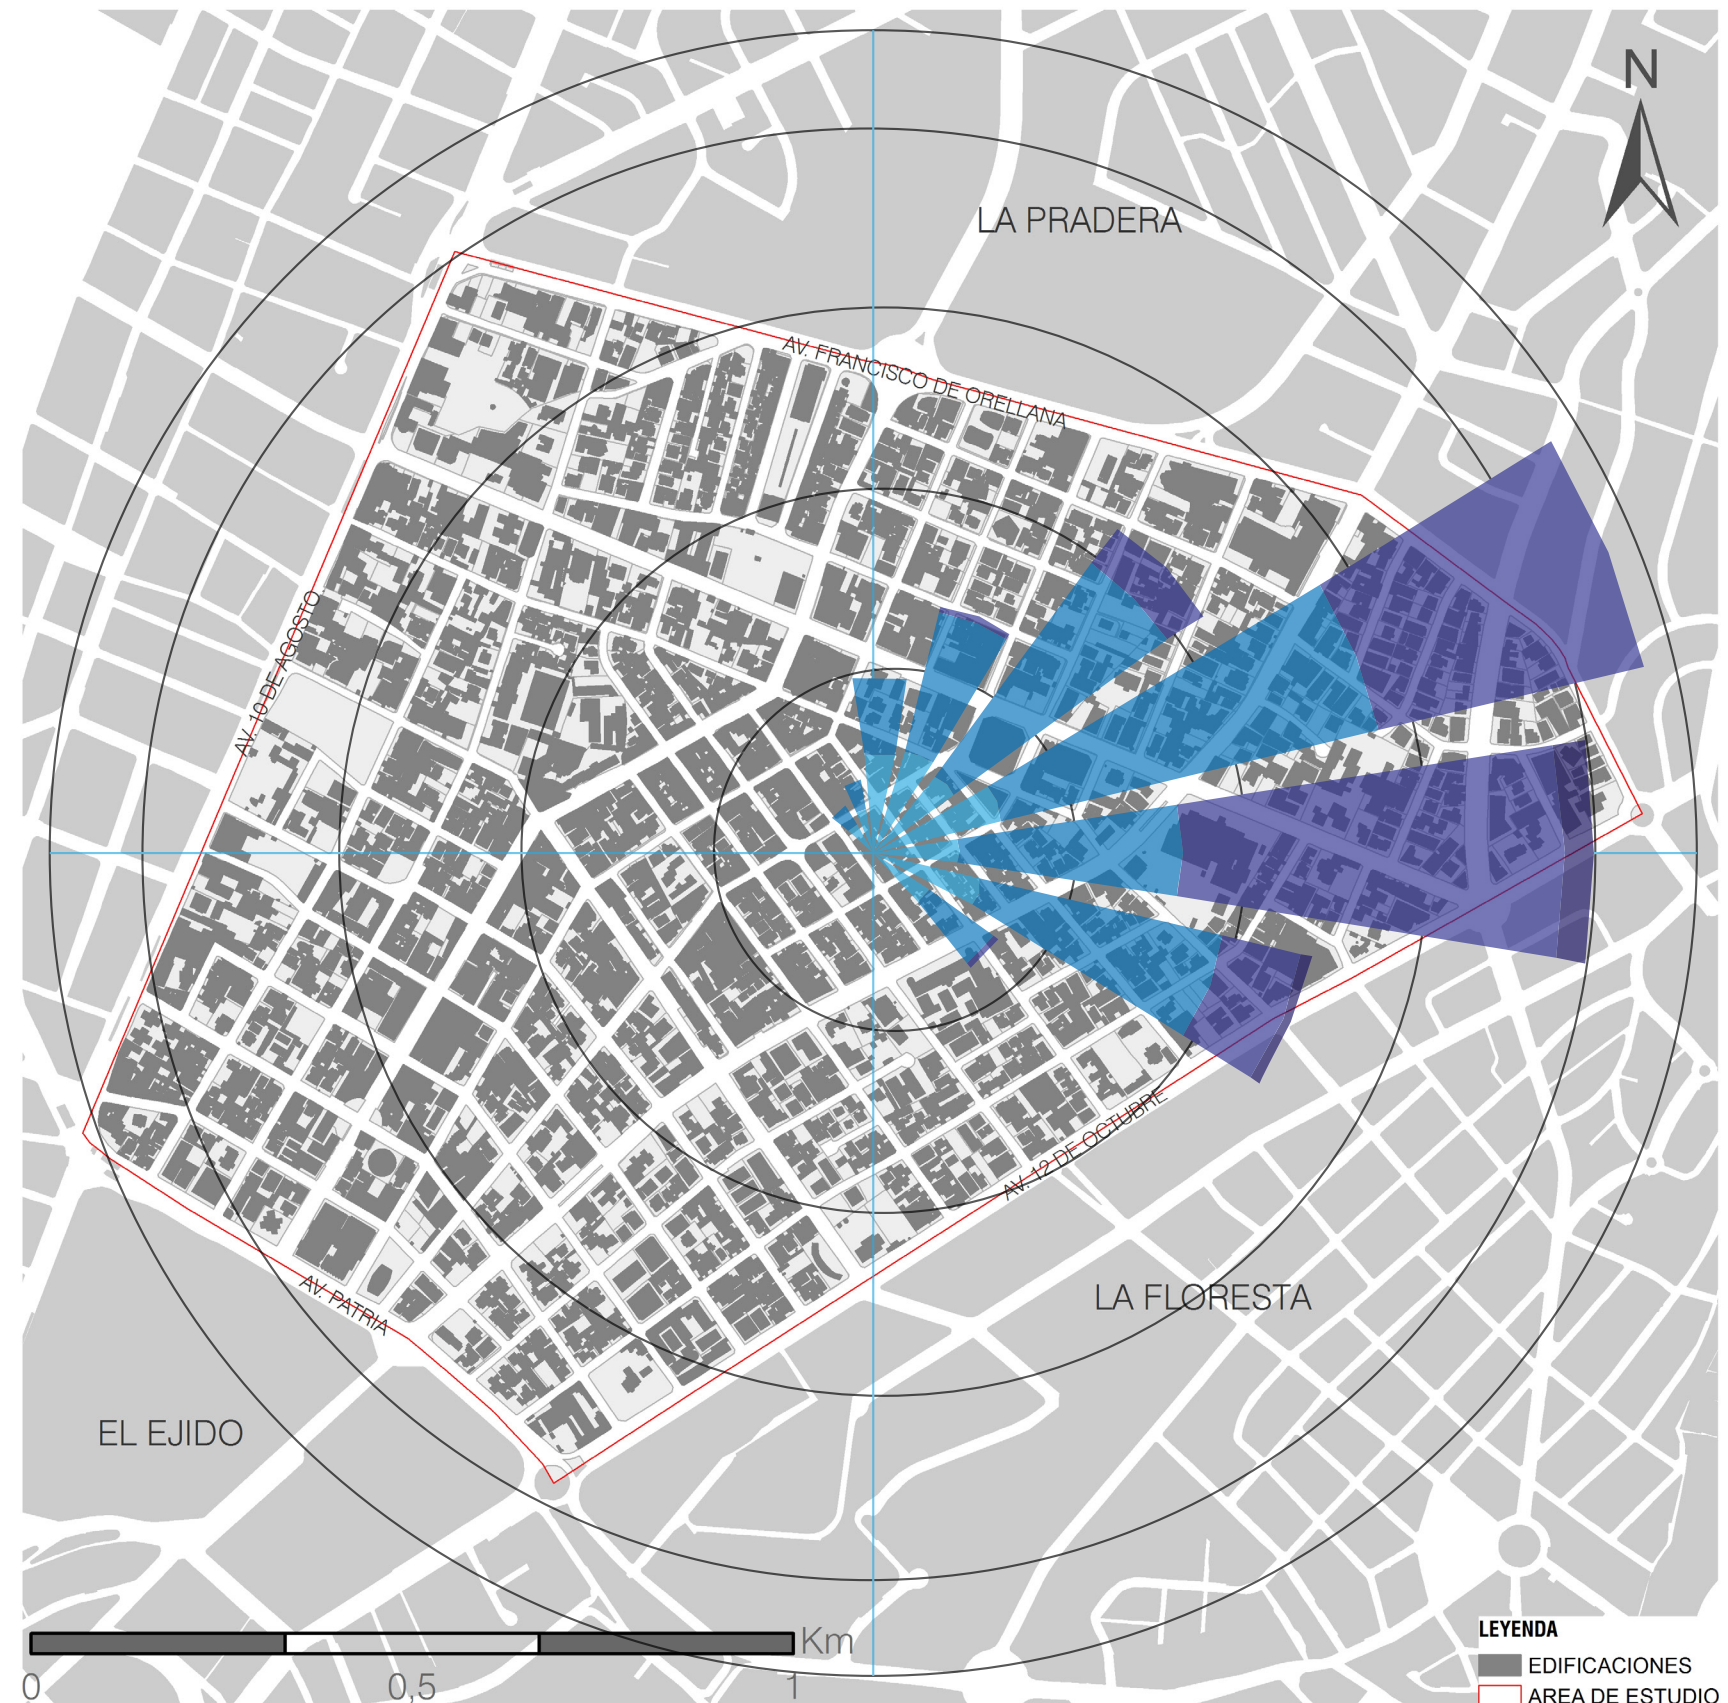 N
LA PRADERA
AV. FRANCISCO DE ORELLANA
AV. 10 DE AGOSTO
AV. 12 DE OCTUBRE
LA FLORESTA
AV. PATRIA
EL EJIDO
Km
0 0,5 1
LEYENDA
EDIFICACIONES
AREA DE ESTUDIO